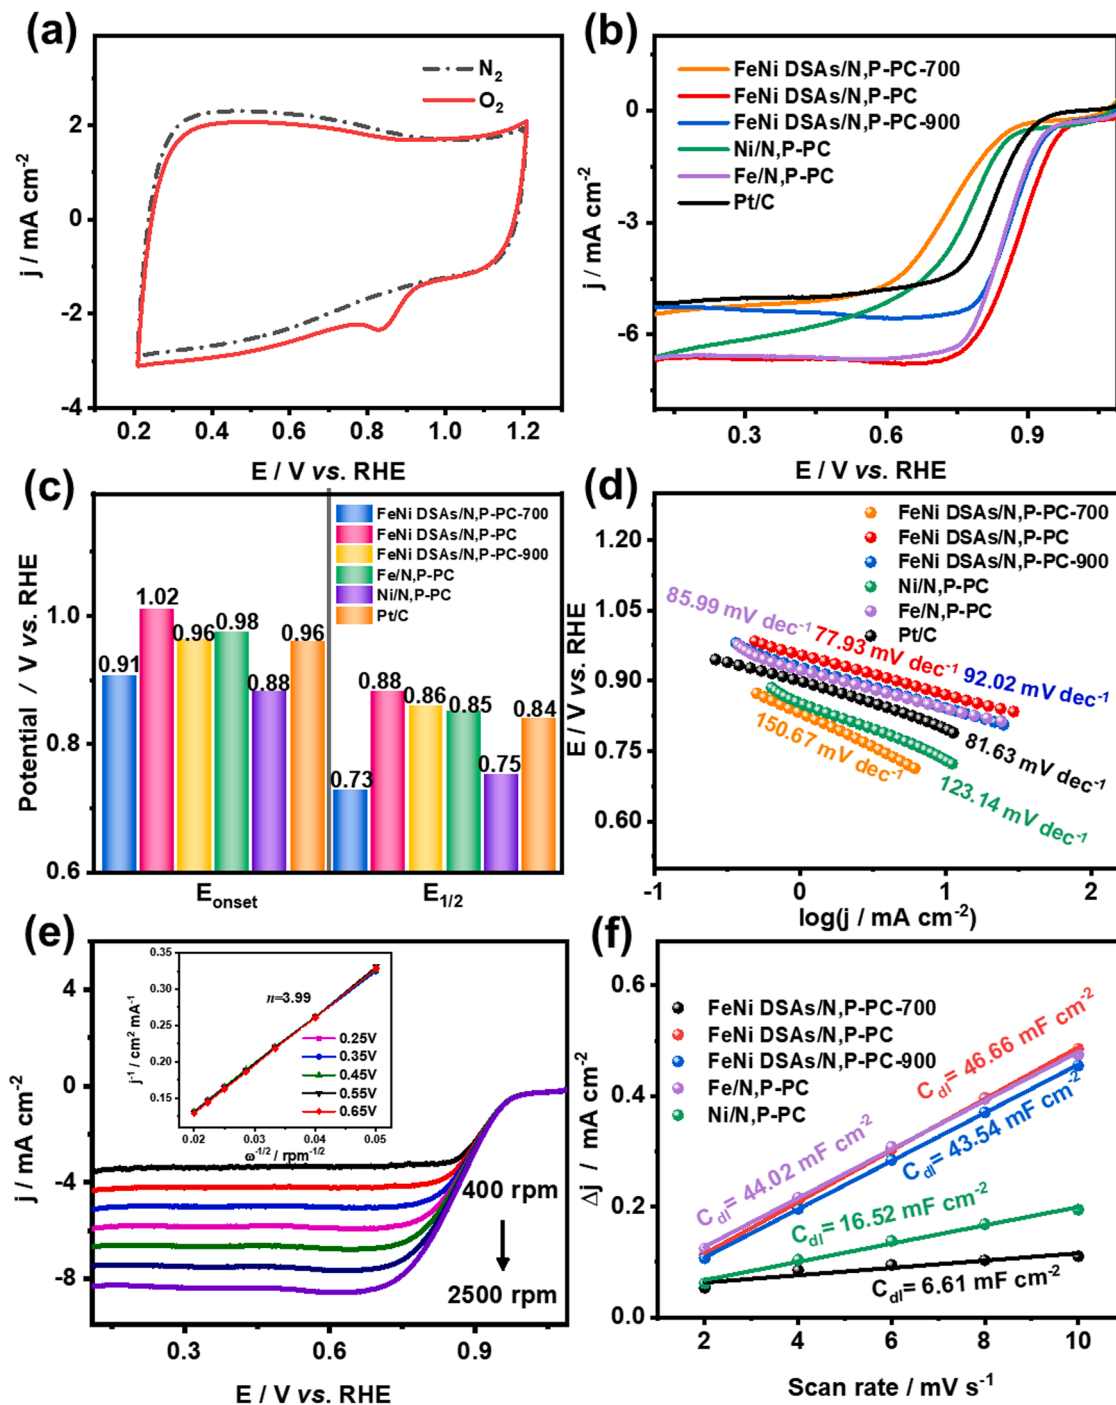 (a)
N2
O2
2
0
-2
-4
j / mA cm-2
0.2
0.4
0.6
0.8
1.0
1.2
E / V vs. RHE
(b)
FeNi DSAs/N,P-PC-700
FeNi DSAs/N,P-PC
FeNi DSAs/N,P-PC-900
Ni/N,P-PC
Fe/N,P-PC
Pt/C
0
-3
-6
j / mA cm-2
0.3
0.6
0.9
E / V vs. RHE
(c)
FeNi DSAs/N,P-PC-700
FeNi DSAs/N,P-PC
FeNi DSAs/N,P-PC-900
Fe/N,P-PC
Ni/N,P-PC
Pt/C
1.0
0.8
0.6
Potential / V vs. RHE
0.91
1.02
0.96
0.98
0.88
0.96
0.73
0.88
0.86
0.85
0.75
0.84
Eonset
E1/2
(d)
FeNi DSAs/N,P-PC-700
FeNi DSAs/N,P-PC
FeNi DSAs/N,P-PC-900
Ni/N,P-PC
Fe/N,P-PC
Pt/C
1.20
1.05
0.90
0.75
0.60
E / V vs. RHE
85.99 mV dec-1
77.93 mV dec-1
92.02 mV dec-1
81.63 mV dec-1
150.67 mV dec-1
123.14 mV dec-1
-1
0
1
2
log(j / mA cm-2)
(e)
4
0
-4
-8
j / mA cm-2
0.35
0.30
0.25
0.20
0.15
j-1 / cm2 mA-1
n=3.99
0.25V
0.35V
0.45V
0.55V
0.65V
0.02
0.03
0.04
0.05
ω-1/2 / rpm-1/2
400 rpm
2500 rpm
0.3
0.6
0.9
E / V vs. RHE
(f)
FeNi DSAs/N,P-PC-700
FeNi DSAs/N,P-PC
FeNi DSAs/N,P-PC-900
Fe/N,P-PC
Ni/N,P-PC
0.6
0.4
0.2
0.0
Δj / mA cm-2
Cdl= 46.66 mF cm-2
Cdl= 44.02 mF cm-2
Cdl= 43.54 mF cm-2
Cdl= 16.52 mF cm-2
Cdl= 6.61 mF cm-2
2
4
6
8
10
Scan rate / mV s-1